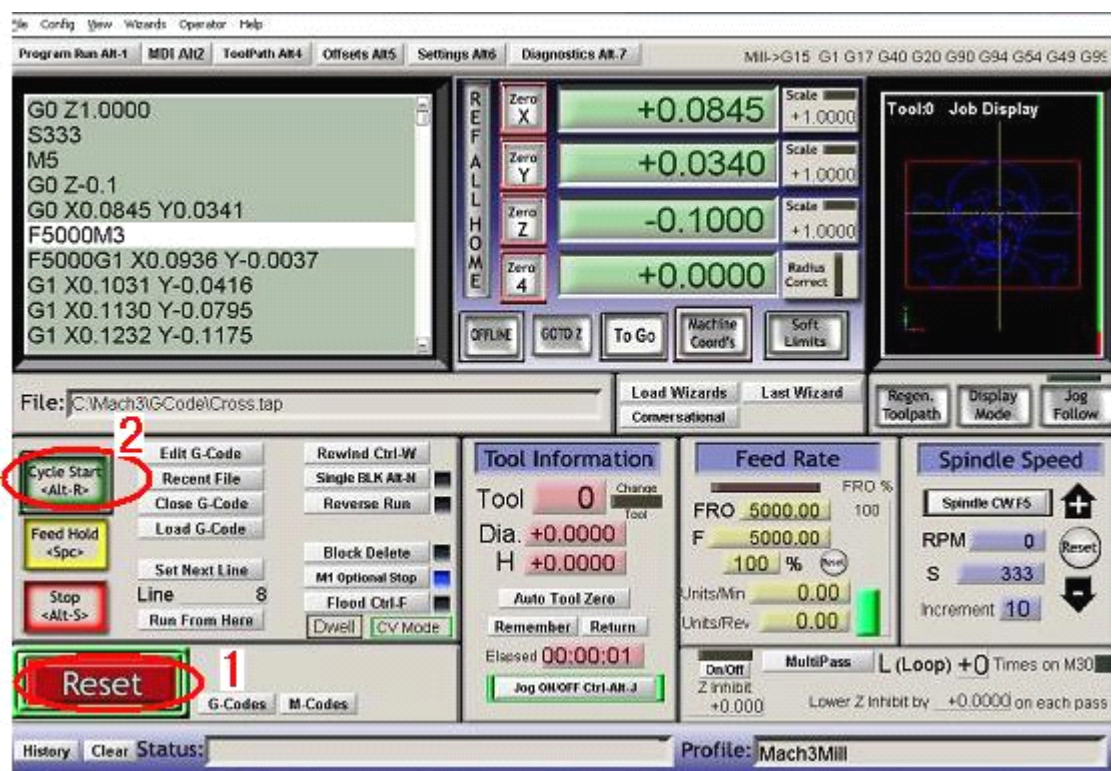 File Config View Wizards Operator Help
Program Run Alt-1 MDI Alt2 ToolPath Alt4 Offsets Alt5 Settings Alt6 Diagnostics Alt-7 Mill->G15 G1 G17 G40 G20 G90 G94 G54 G49 G99
G0 Z1.0000
S333
M5
G0 Z-0.1
G0 X0.0845 Y0.0341
F5000M3
F5000G1 X0.0936 Y-0.0037
G1 X0.1031 Y-0.0416
G1 X0.1130 Y-0.0795
G1 X0.1232 Y-0.1175
REF ALL HOME
Zero X +0.0845 Scale +1.0000
Zero Y +0.0340 Scale +1.0000
Zero Z -0.1000 Scale +1.0000
Zero 4 +0.0000 Radius Correct
OFFLINE GOTO Z To Go Machine Coord's Soft Limits
Tool:0 Job Display
File: C:\Mach3\GCode\Cross.tap
Load Wizards Last Wizard
Conversational
Regen. Toolpath Display Mode Jog Follow
2
Cycle Start <Alt-R>
Feed Hold <Spc>
Stop <Alt-S>
Edit G-Code
Recent File
Close G-Code
Load G-Code
Set Next Line
Line 8
Run From Here
Rewind Ctrl-W
Single BLK Alt-N
Reverse Run
Block Delete
M1 Optional Stop
Flood Ctrl-F
Dwell CV Mode
Reset
1
G-Codes M-Codes
Tool Information
Tool 0 Change Tool
Dia. +0.0000
H +0.0000
Auto Tool Zero
Remember Return
Elapsed 00:00:01
Jog ON/OFF Ctrl-Alt-J
Feed Rate
FRO %
FRO 5000.00 100
F 5000.00
100 % Reset
Units/Min 0.00
Units/Rev 0.00
Spindle Speed
Spindle CW F5
RPM 0 Reset
S 333
Increment 10
On/Off MultiPass L (Loop) +0 Times on M30
Z Inhibit
+0.000 Lower Z Inhibit by +0.0000 on each pass
History Clear Status: Profile: Mach3Mill